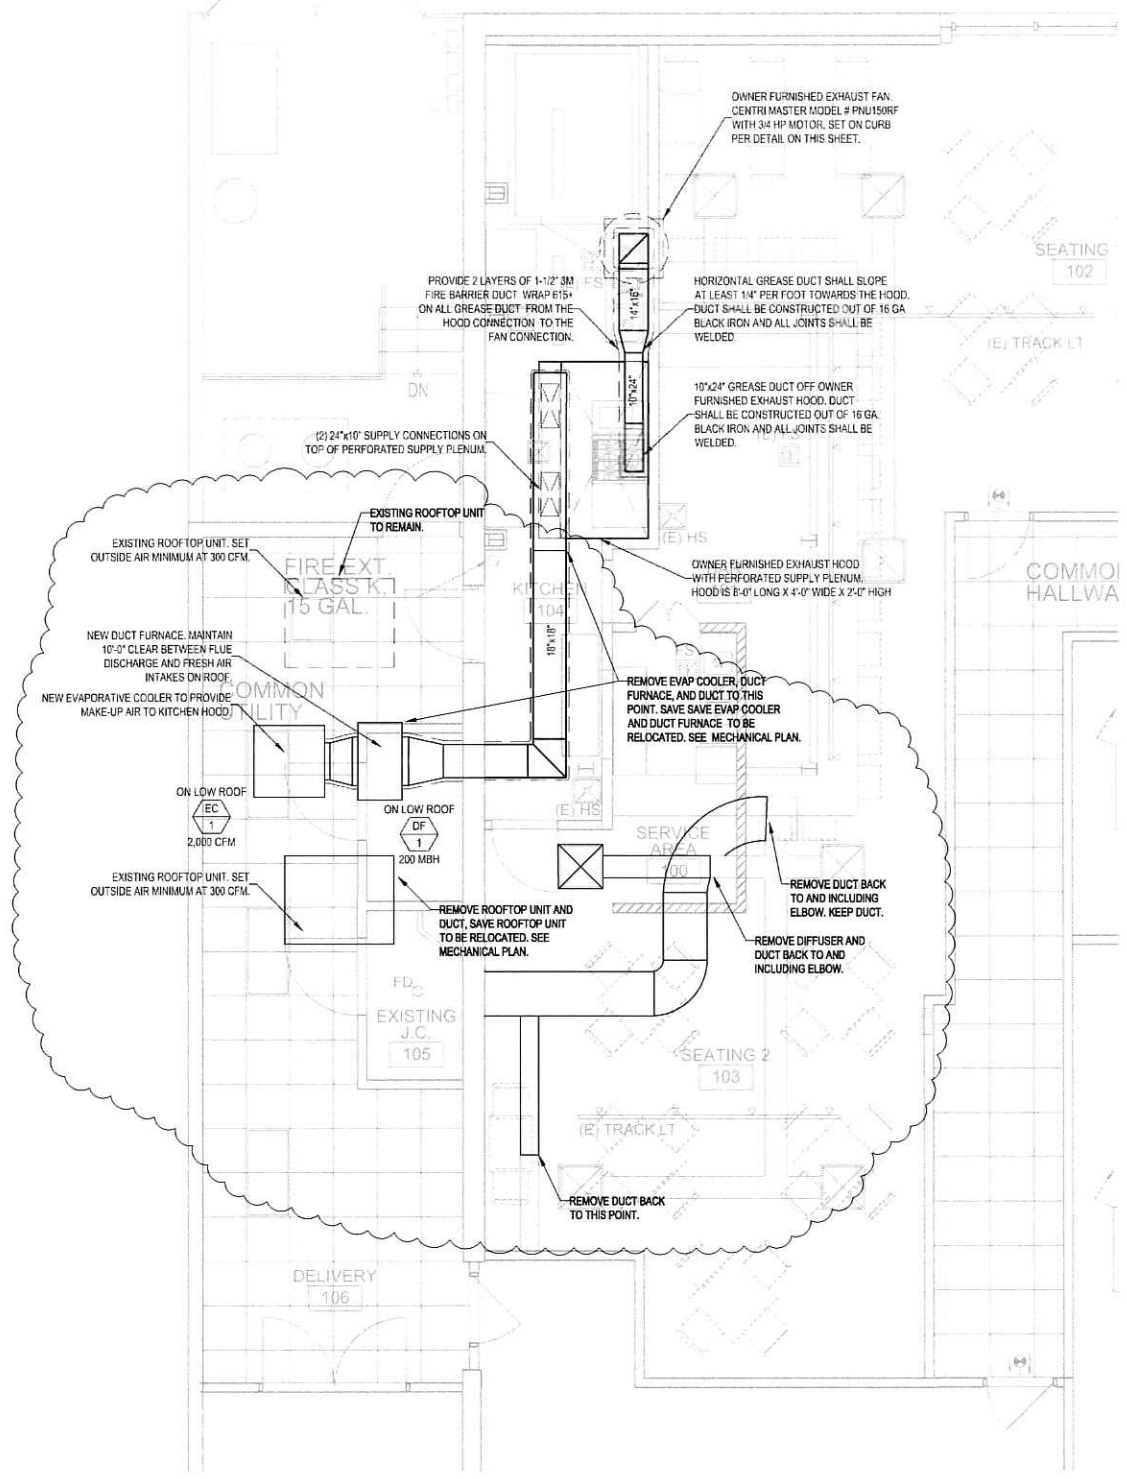 OWNER FURNISHED EXHAUST FAN.
CENTRI MASTER MODEL # PNU150RF
WITH 3/4 HP MOTOR, SET ON CURB
PER DETAIL ON THIS SHEET.
SEATING
102
PROVIDE 2 LAYERS OF 1-1/2" 3M
FIRE BARRIER DUCT WRAP 615+
ON ALL GREASE DUCT FROM THE
HOOD CONNECTION TO THE
FAN CONNECTION.
FS
14"x16"
HORIZONTAL GREASE DUCT SHALL SLOPE
AT LEAST 1/4" PER FOOT TOWARDS THE HOOD.
DUCT SHALL BE CONSTRUCTED OUT OF 16 GA
BLACK IRON AND ALL JOINTS SHALL BE
WELDED.
(E) TRACK LT
DN
10"x24"
10"x24" GREASE DUCT OFF OWNER
FURNISHED EXHAUST HOOD. DUCT
SHALL BE CONSTRUCTED OUT OF 16 GA.
BLACK IRON AND ALL JOINTS SHALL BE
WELDED.
(E) FS
(2) 24"x10" SUPPLY CONNECTIONS ON
TOP OF PERFORATED SUPPLY PLENUM.
EXISTING ROOFTOP UNIT
TO REMAIN.
EXISTING ROOFTOP UNIT. SET
OUTSIDE AIR MINIMUM AT 300 CFM.
(E) HS
FIRE EXT.
CLASS K.
15 GAL.
KITCHEN
104
OWNER FURNISHED EXHAUST HOOD
WITH PERFORATED SUPPLY PLENUM.
HOOD IS 8'-0" LONG X 4'-0" WIDE X 2'-0" HIGH
COMMO
HALLWA
18"x18"
NEW DUCT FURNACE. MAINTAIN
10'-0" CLEAR BETWEEN FLUE
DISCHARGE AND FRESH AIR
INTAKES ON ROOF.
NEW EVAPORATIVE COOLER TO PROVIDE
MAKE-UP AIR TO KITCHEN HOOD.
COMMON
UTILITY
FS
REMOVE EVAP COOLER, DUCT
FURNACE, AND DUCT TO THIS
POINT. SAVE SAVE EVAP COOLER
AND DUCT FURNACE TO BE
RELOCATED. SEE MECHANICAL PLAN.
ON LOW ROOF
EC
1
2,000 CFM
ON LOW ROOF
DF
1
200 MBH
(E) HS
SERVICE
AREA
100
EXISTING ROOFTOP UNIT. SET
OUTSIDE AIR MINIMUM AT 300 CFM.
REMOVE ROOFTOP UNIT AND
DUCT, SAVE ROOFTOP UNIT
TO BE RELOCATED. SEE
MECHANICAL PLAN.
REMOVE DUCT BACK
TO AND INCLUDING
ELBOW. KEEP DUCT.
REMOVE DIFFUSER AND
DUCT BACK TO AND
INCLUDING ELBOW.
FD
EXISTING
J.C.
105
SEATING 2
103
(E) TRACK LT
REMOVE DUCT BACK
TO THIS POINT.
DELIVERY
106